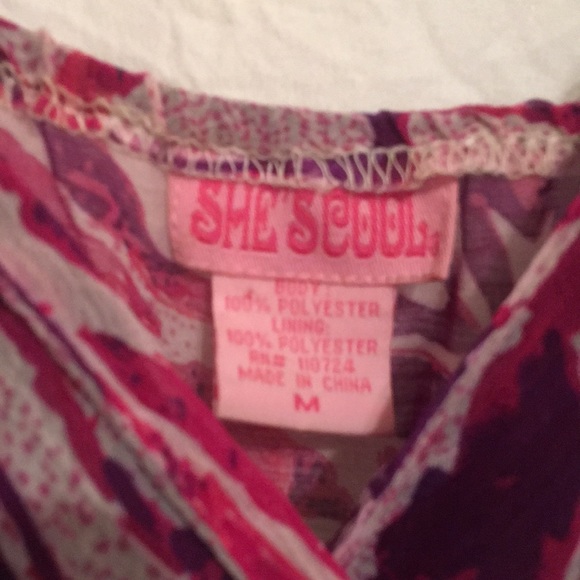 SHE'S COOL
BODY
100% POLYESTER
LINING:
100% POLYESTER
RN# 110724
MADE IN CHINA
M